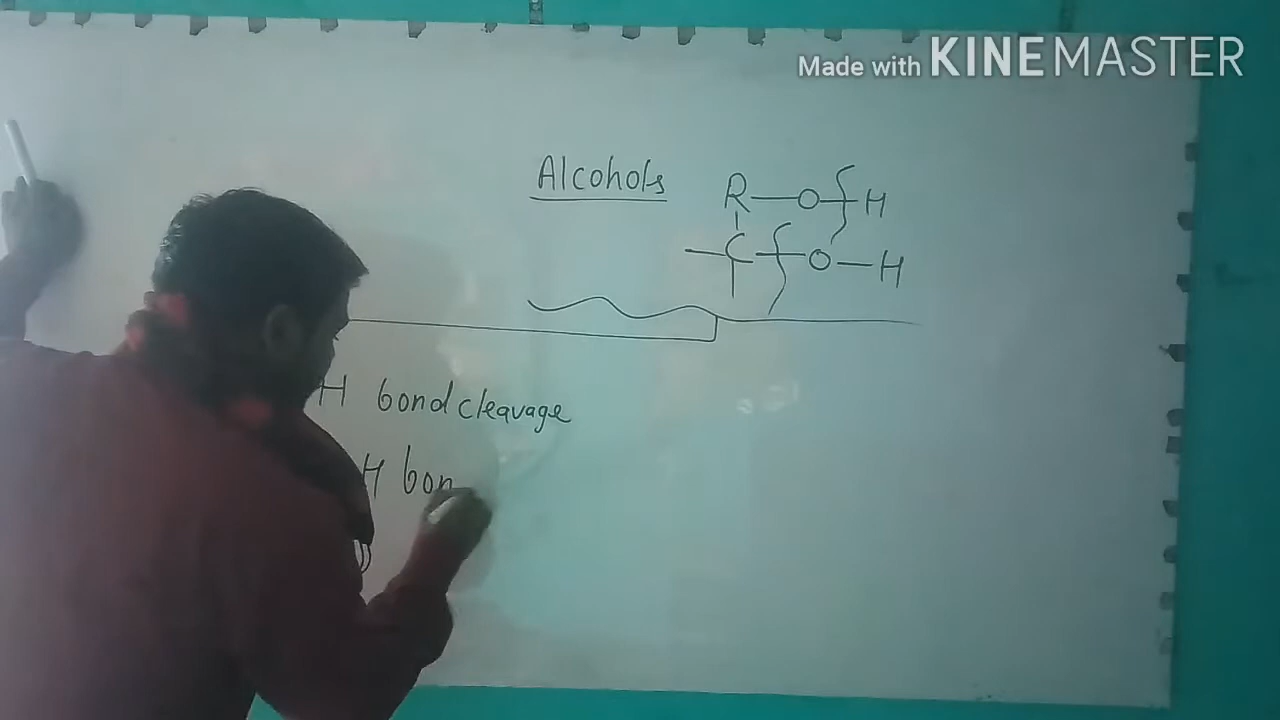 Made with KINEMASTER
Alcohols R—O—H
—C—O—H
H bond cleavage
H bon